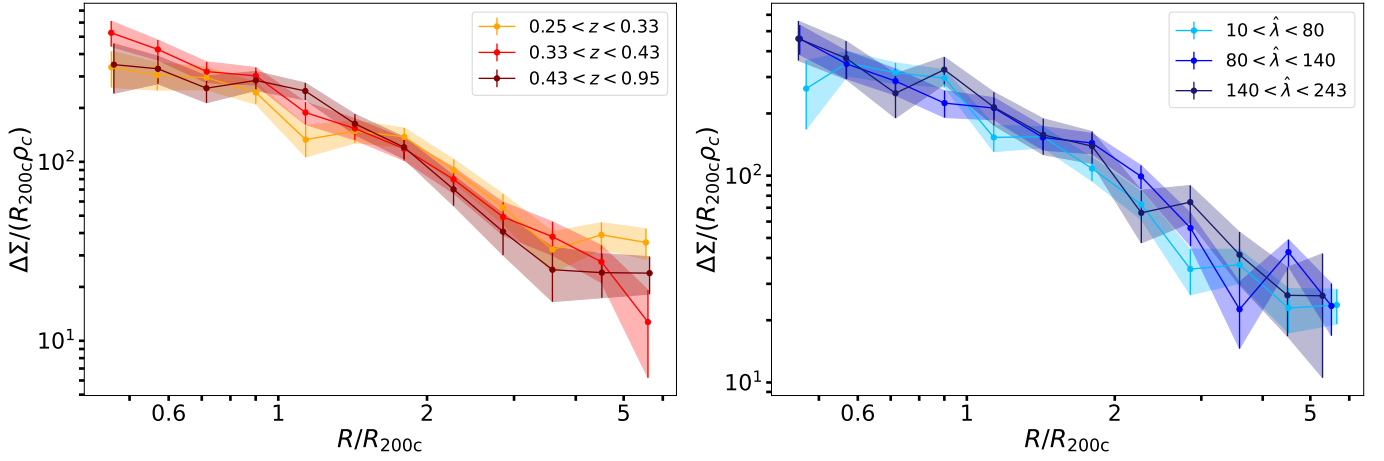 0.25 < z < 0.33
0.33 < z < 0.43
0.43 < z < 0.95
ΔΣ/(R₂₀₀cρc)
10²
10¹
0.6 1 2 5
R/R₂₀₀c
10 < λ̂ < 80
80 < λ̂ < 140
140 < λ̂ < 243
ΔΣ/(R₂₀₀cρc)
10²
10¹
0.6 1 2 5
R/R₂₀₀c